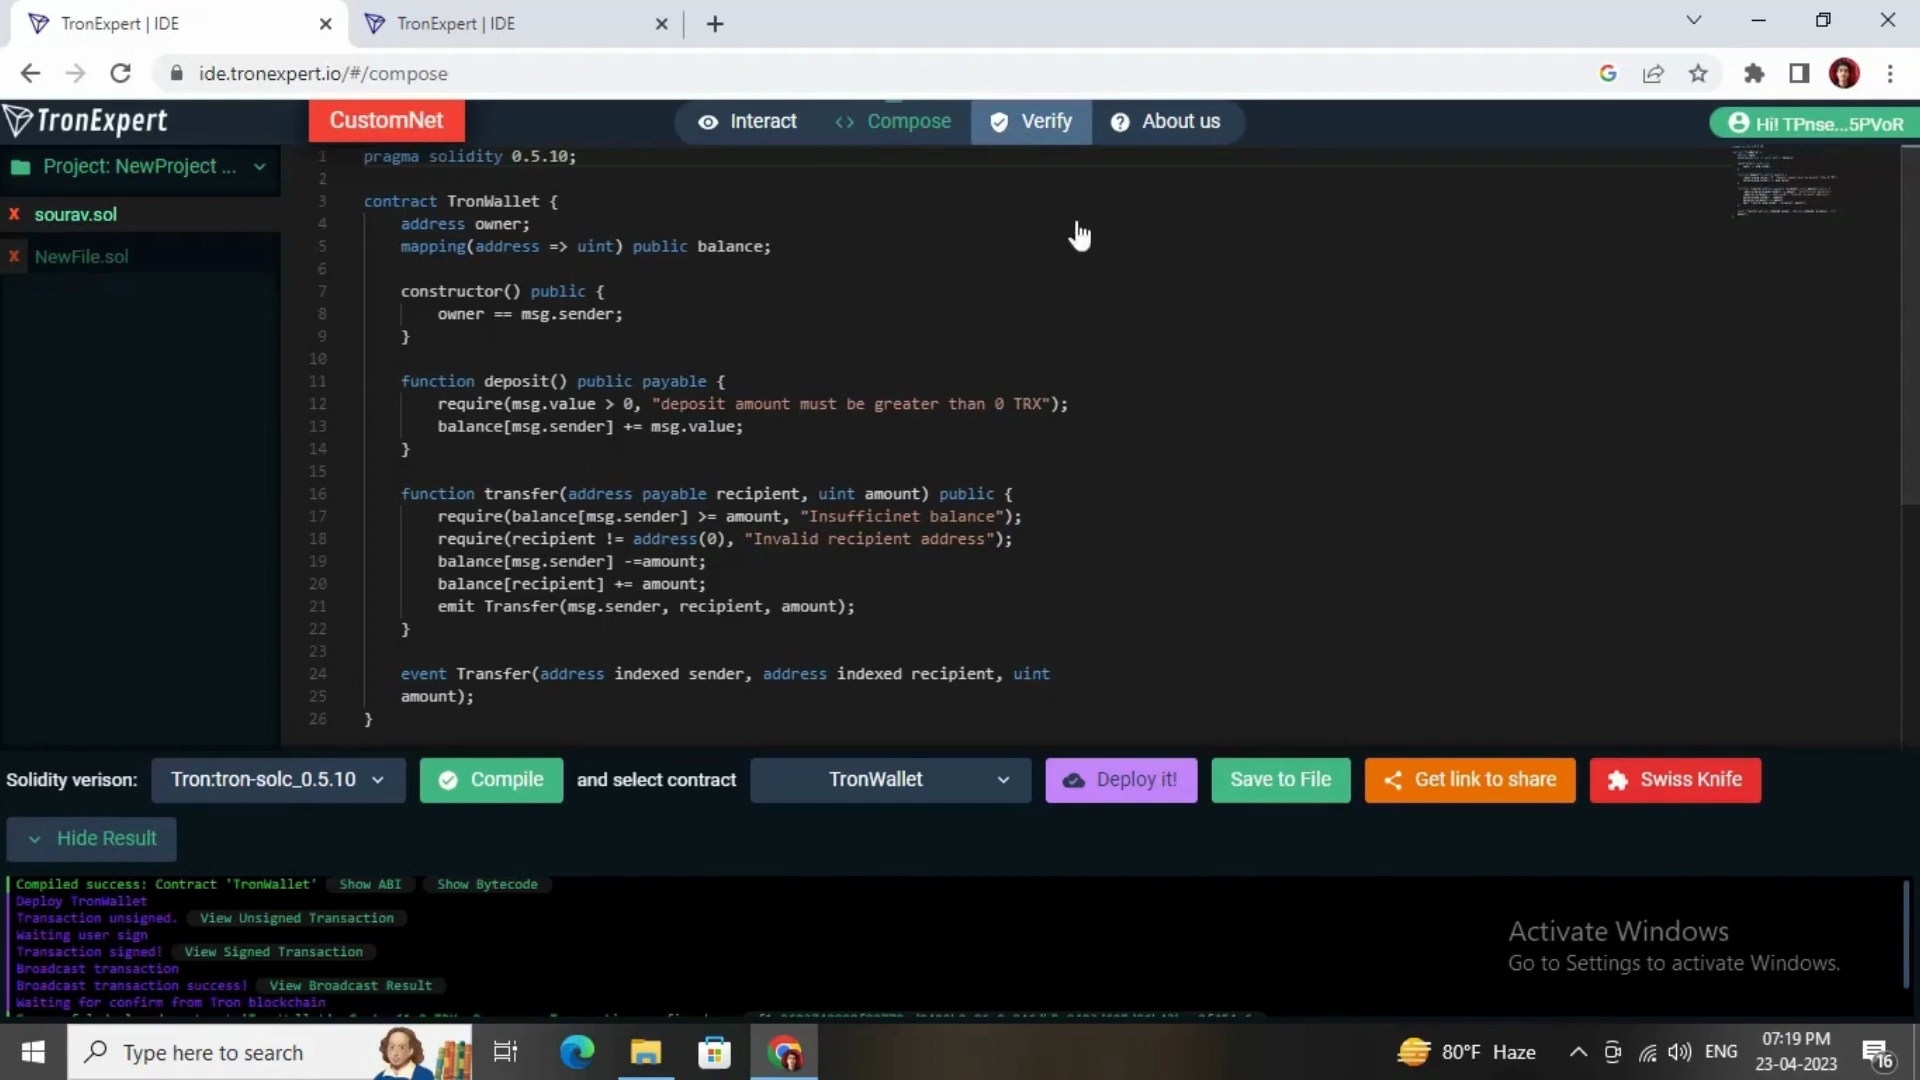 TronExpert | IDE
TronExpert | IDE
ide.tronexpert.io/#/compose
TronExpert
CustomNet
Interact
<> Compose
Verify
About us
Hi! TPnse...5PVoR
Project: NewProject ...
X sourav.sol
X NewFile.sol
1 pragma solidity 0.5.10;
2
3 contract TronWallet {
4 address owner;
5 mapping(address => uint) public balance;
6
7 constructor() public {
8 owner == msg.sender;
9 }
10
11 function deposit() public payable {
12 require(msg.value > 0, "deposit amount must be greater than 0 TRX");
13 balance[msg.sender] += msg.value;
14 }
15
16 function transfer(address payable recipient, uint amount) public {
17 require(balance[msg.sender] >= amount, "Insufficinet balance");
18 require(recipient != address(0), "Invalid recipient address");
19 balance[msg.sender] -=amount;
20 balance[recipient] += amount;
21 emit Transfer(msg.sender, recipient, amount);
22 }
23
24 event Transfer(address indexed sender, address indexed recipient, uint
25 amount);
26 }
Solidity verison:
Tron:tron-solc_0.5.10
Compile
and select contract
TronWallet
Deploy it!
Save to File
Get link to share
Swiss Knife
Hide Result
Compiled success: Contract 'TronWallet' Show ABI Show Bytecode
Deploy TronWallet
Transaction unsigned. View Unsigned Transaction
Waiting user sign
Transaction signed! View Signed Transaction
Broadcast transaction
Broadcast transaction success! View Broadcast Result
Waiting for confirm from Tron blockchain
Activate Windows
Go to Settings to activate Windows.
Type here to search
80°F Haze
ENG
07:19 PM
23-04-2023
16